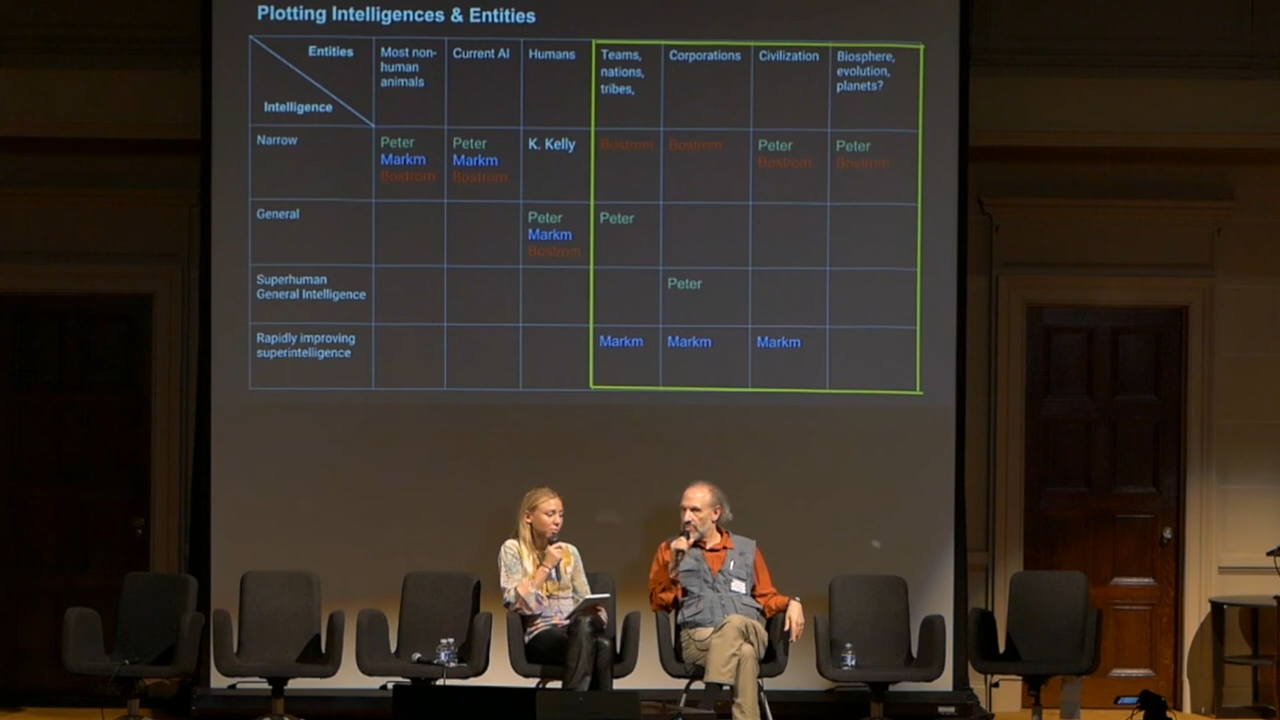 Plotting Intelligences & Entities
Entities
Intelligence
Most non-
human
animals
Current AI
Humans
Teams,
nations,
tribes,
Corporations
Civilization
Biosphere,
evolution,
planets?
Narrow
Peter
Markm
Bostrom
Peter
Markm
Bostrom
K. Kelly
Bostrom
Bostrom
Peter
Bostrom
Peter
Bostrom
General
Peter
Markm
Bostrom
Peter
Superhuman
General Intelligence
Peter
Rapidly improving
superintelligence
Markm
Markm
Markm